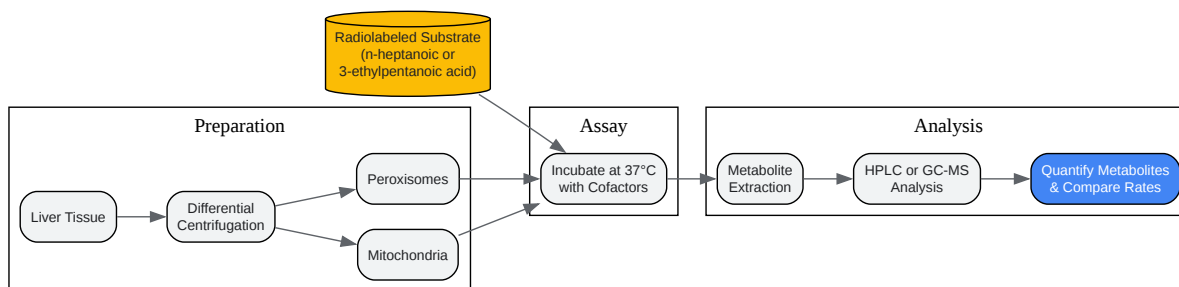 Radiolabeled Substrate
(n-heptanoic or
3-ethylpentanoic acid)
Preparation
Assay
Analysis
Liver Tissue
Differential
Centrifugation
Peroxisomes
Mitochondria
Incubate at 37°C
with Cofactors
Metabolite
Extraction
HPLC or GC-MS
Analysis
Quantify Metabolites
& Compare Rates